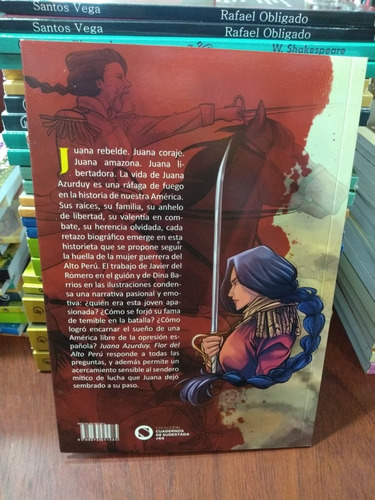 Santos Vega
Rafael Obligado
Santos Vega
Rafael Obligado
W. Shakespeare
Juana rebelde. Juana coraje.
Juana amazona. Juana li-
bertadora. La vida de Juana
Azurduy es una ráfaga de fuego
en la historia de nuestra América.
Sus raíces, su familia, su anhelo
de libertad, su valentía en com-
bate, su herencia olvidada, cada
retazo biográfico emerge en esta
historieta que se propone seguir
la huella de la mujer guerrera del
Alto Perú. El trabajo de Javier del
Romero en el guión y de Dina Ba-
rrios en las ilustraciones conden-
sa una narrativa pasional y emo-
tiva: ¿quién era esta joven apa-
sionada? ¿Cómo se forjó su fama
de temible en la batalla? ¿Cómo
logró encarnar el sueño de una
América libre de la opresión es-
pañola? Juana Azurduy. Flor del
Alto Perú responde a todas las
preguntas, y además permite un
acercamiento sensible al sendero
mítico de lucha que Juana dejó
sembrado a su paso.
COLECCIÓN
CUADERNOS
DE SUDESTADA